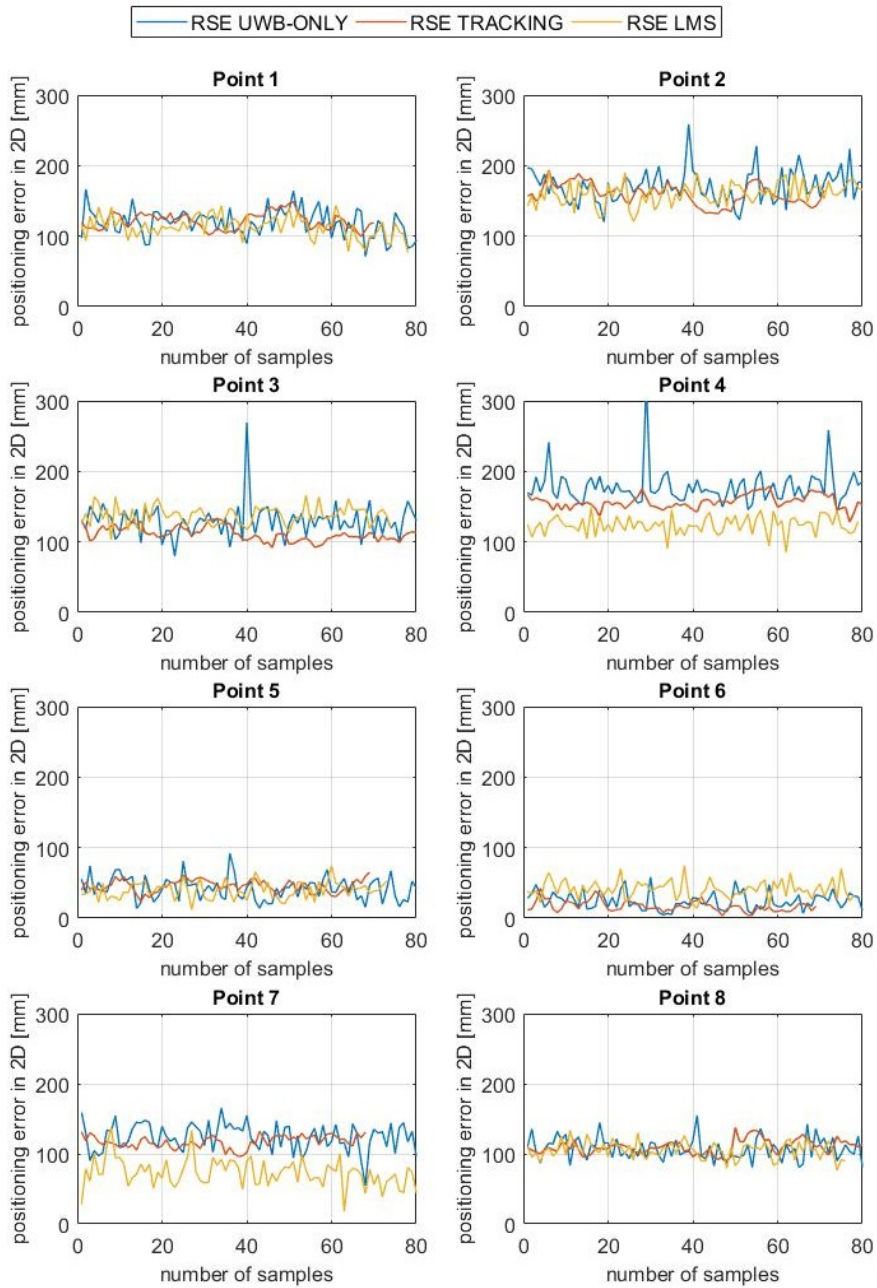 RSE UWB-ONLY RSE TRACKING RSE LMS
Point 1
300
200
100
0
0 20 40 60 80
positioning error in 2D [mm]
number of samples
Point 2
300
200
100
0
0 20 40 60 80
positioning error in 2D [mm]
number of samples
Point 3
300
200
100
0
0 20 40 60 80
positioning error in 2D [mm]
number of samples
Point 4
300
200
100
0
0 20 40 60 80
positioning error in 2D [mm]
number of samples
Point 5
300
200
100
0
0 20 40 60 80
positioning error in 2D [mm]
number of samples
Point 6
300
200
100
0
0 20 40 60 80
positioning error in 2D [mm]
number of samples
Point 7
300
200
100
0
0 20 40 60 80
positioning error in 2D [mm]
number of samples
Point 8
300
200
100
0
0 20 40 60 80
positioning error in 2D [mm]
number of samples